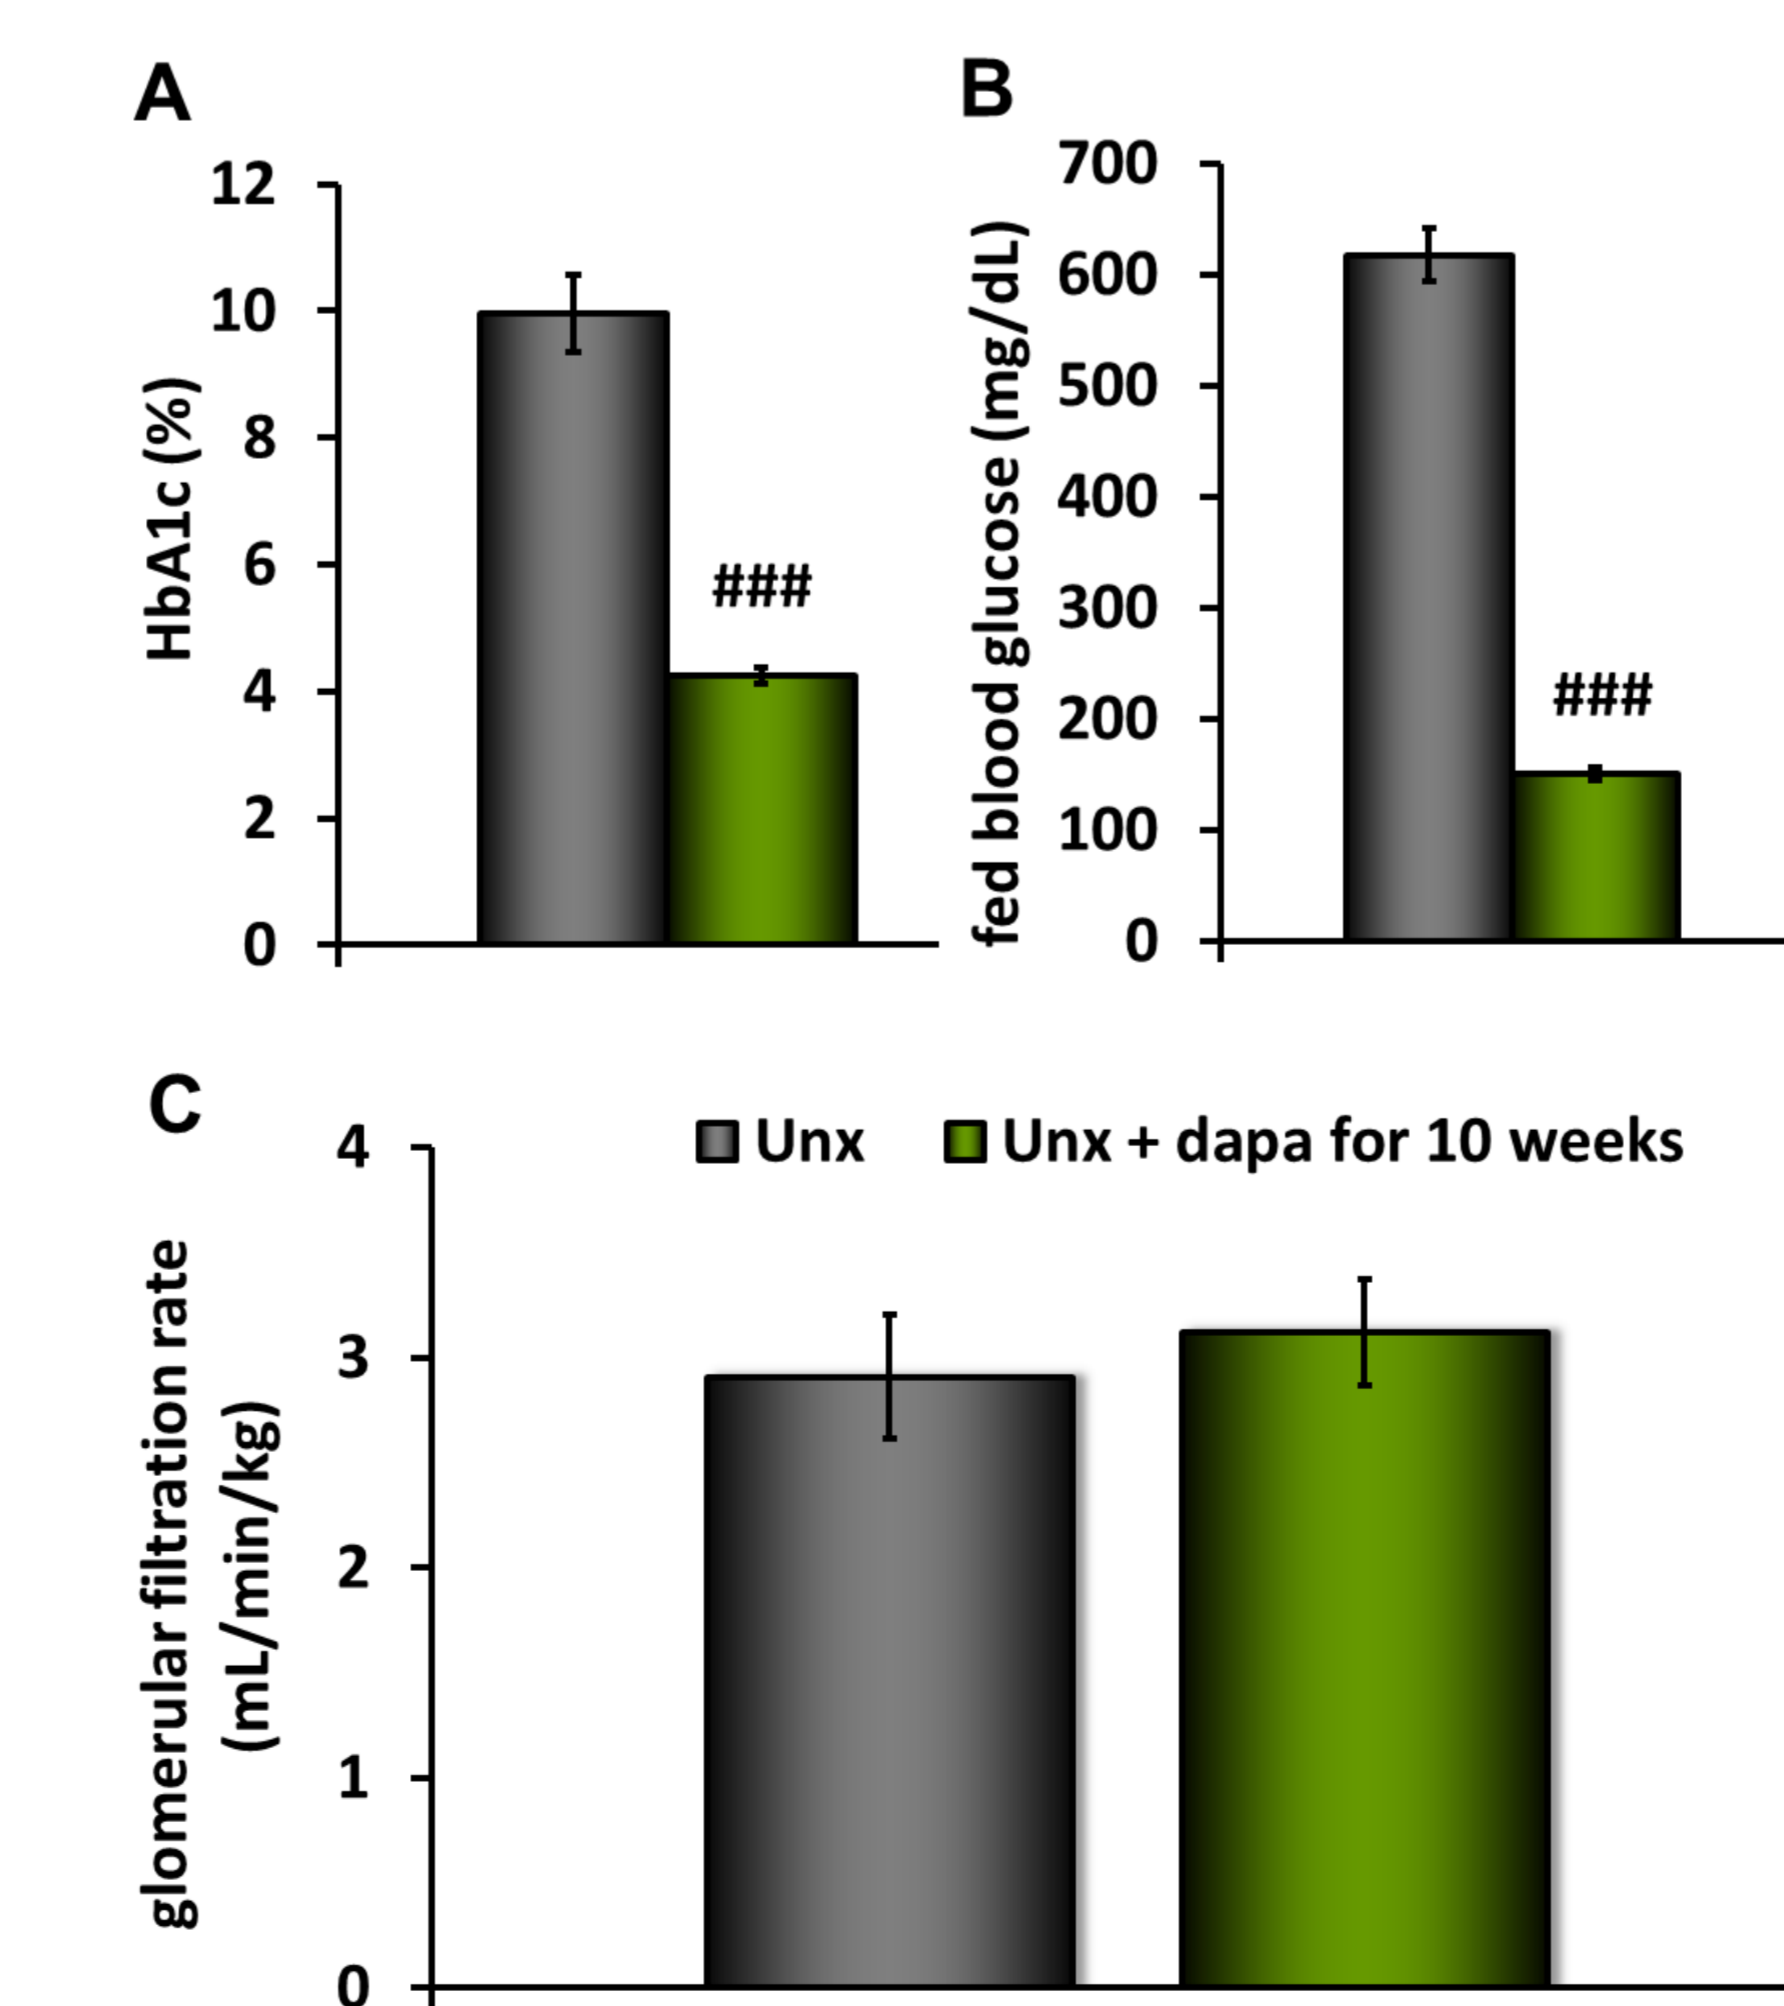 A
12
10
8
6
4
2
0
HbA1c (%)
###
B
700
600
500
400
300
200
100
0
fed blood glucose (mg/dL)
###
C
Unx
Unx + dapa for 10 weeks
4
3
2
1
0
glomerular filtration rate
(mL/min/kg)